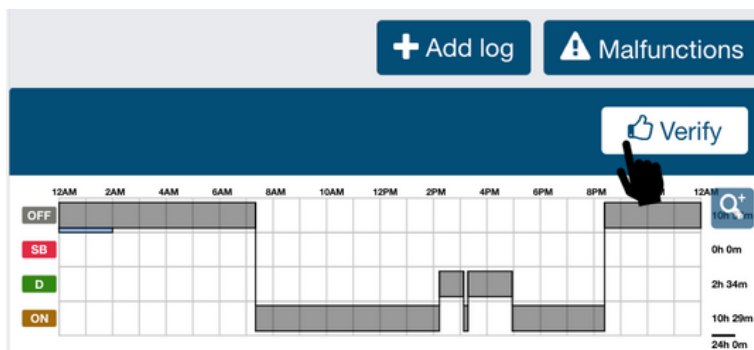 Add log
Malfunctions
Verify
12AM 2AM 4AM 6AM 8AM 10AM 12PM 2PM 4PM 6PM 8PM 12AM
OFF
SB 0h 0m
D 2h 34m
ON 10h 29m
24h 0m